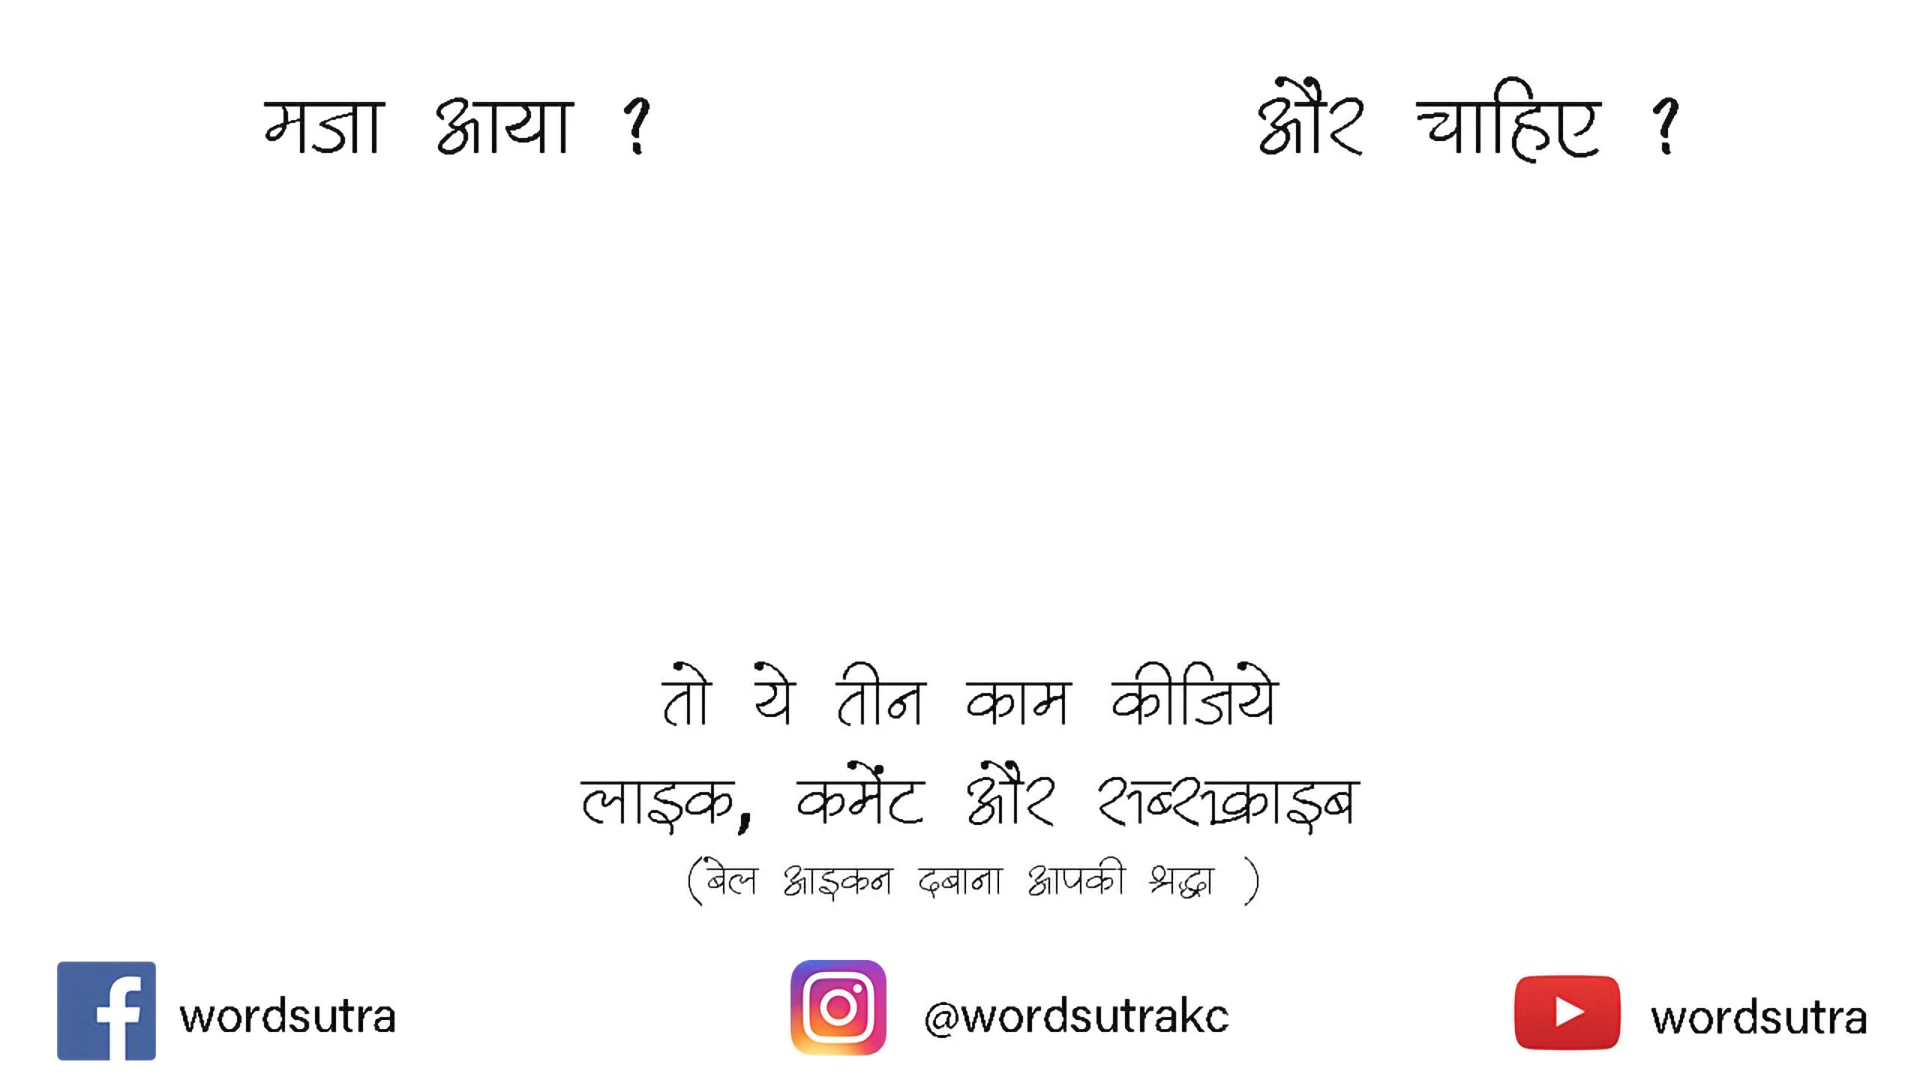 मजा आया ?
और चाहिए ?
तो ये तीन काम कीजिये
लाइक, कमेंट और सब्सक्राइब
(बेल आइकन दबाना आपकी श्रद्धा )
wordsutra
@wordsutrakc
wordsutra